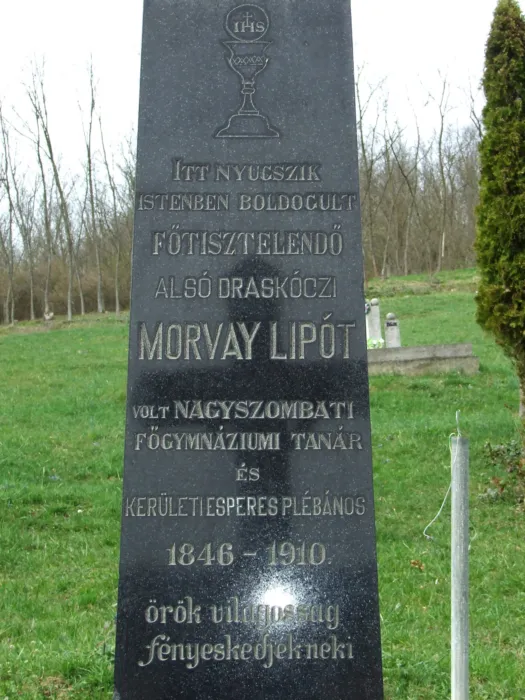 IHS
ITT NYUGSZIK
ISTENBEN BOLDOGULT
FŐTISZTELENDŐ
ALSÓ DRASKÓCZI
MORVAY LIPÓT
VOLT NAGYSZOMBATI
FŐGYMNÁZIUMI TANÁR
ÉS
KERÜLETI ESPERES PLÉBÁNOS
1846 - 1910.
örök világosság
fényeskedjek neki